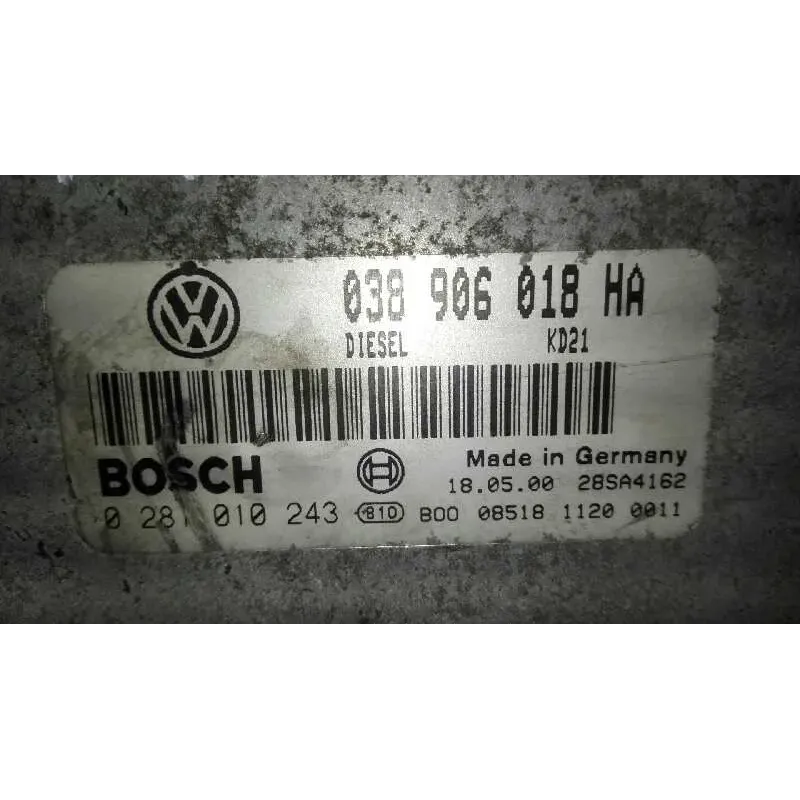 038 906 018 HA
DIESEL KD21
BOSCH Made in Germany
18.05.00 28SA4162
0 281 010 243 810 B00 08518 1120 0011